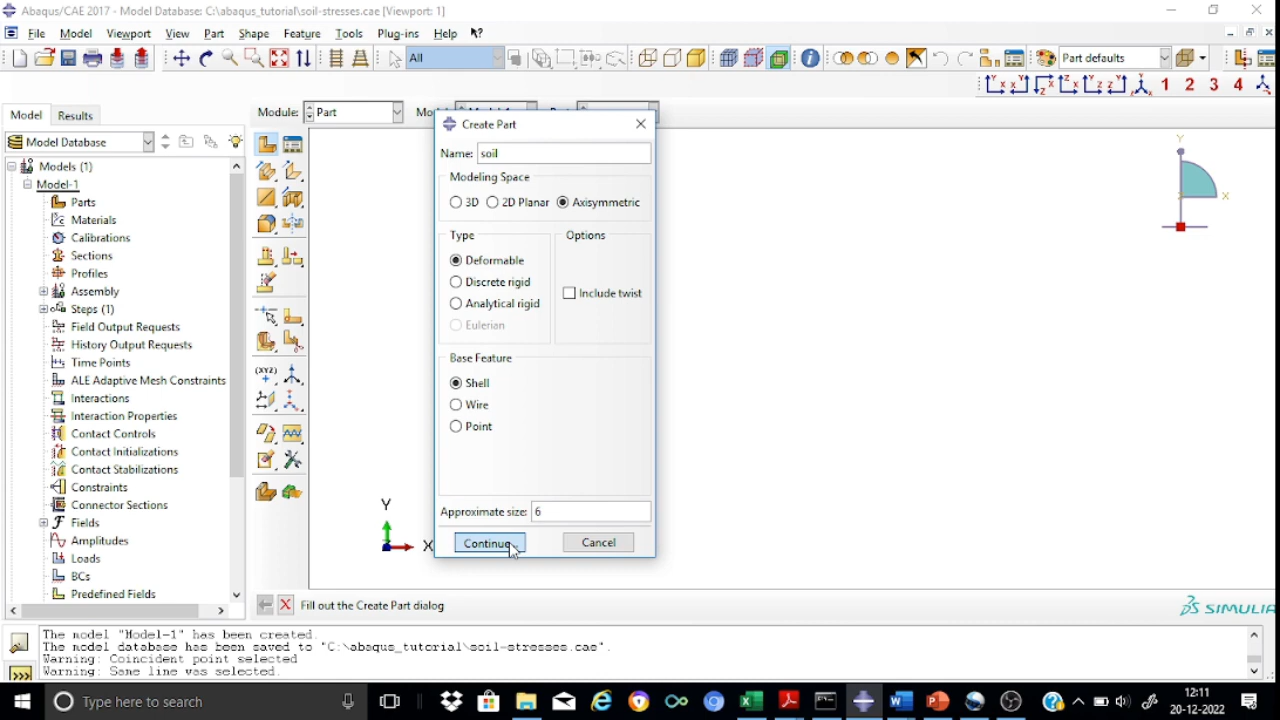 Abaqus/CAE 2017 - Model Database: C:\abaqus_tutorial\soil-stresses.cae [Viewport: 1]
File Model Viewport View Part Shape Feature Tools Plug-ins Help
All
Part defaults
1 2 3 4
Model Results
Module: Part
Model Database
Create Part
Name: soil
Modeling Space
3D 2D Planar Axisymmetric
Type
Options
Deformable
Discrete rigid
Analytical rigid
Eulerian
Include twist
Base Feature
Shell
Wire
Point
Approximate size: 6
Continue
Cancel
Models (1)
Model-1
Parts
Materials
Calibrations
Sections
Profiles
Assembly
Steps (1)
Field Output Requests
History Output Requests
Time Points
ALE Adaptive Mesh Constraints
Interactions
Interaction Properties
Contact Controls
Contact Initializations
Contact Stabilizations
Constraints
Connector Sections
Fields
Amplitudes
Loads
BCs
Predefined Fields
(XYZ)
Y
X
Y
X
Fill out the Create Part dialog
SIMULIA
The model "Model-1" has been created.
The model database has been saved to "C:\abaqus_tutorial\soil-stresses.cae".
Warning: Coincident point selected
Warning: Same line was selected.
>>>
Type here to search
12:11
20-12-2022